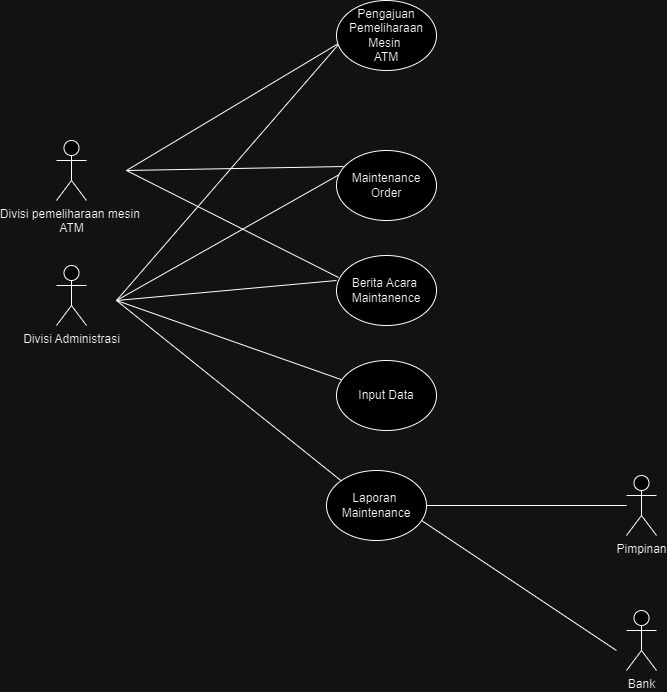 Pengajuan
Pemeliharaan
Mesin
ATM
Maintenance
Order
Divisi pemeliharaan mesin
ATM
Berita Acara
Maintanence
Divisi Administrasi
Input Data
Laporan
Maintenance
Pimpinan
Bank